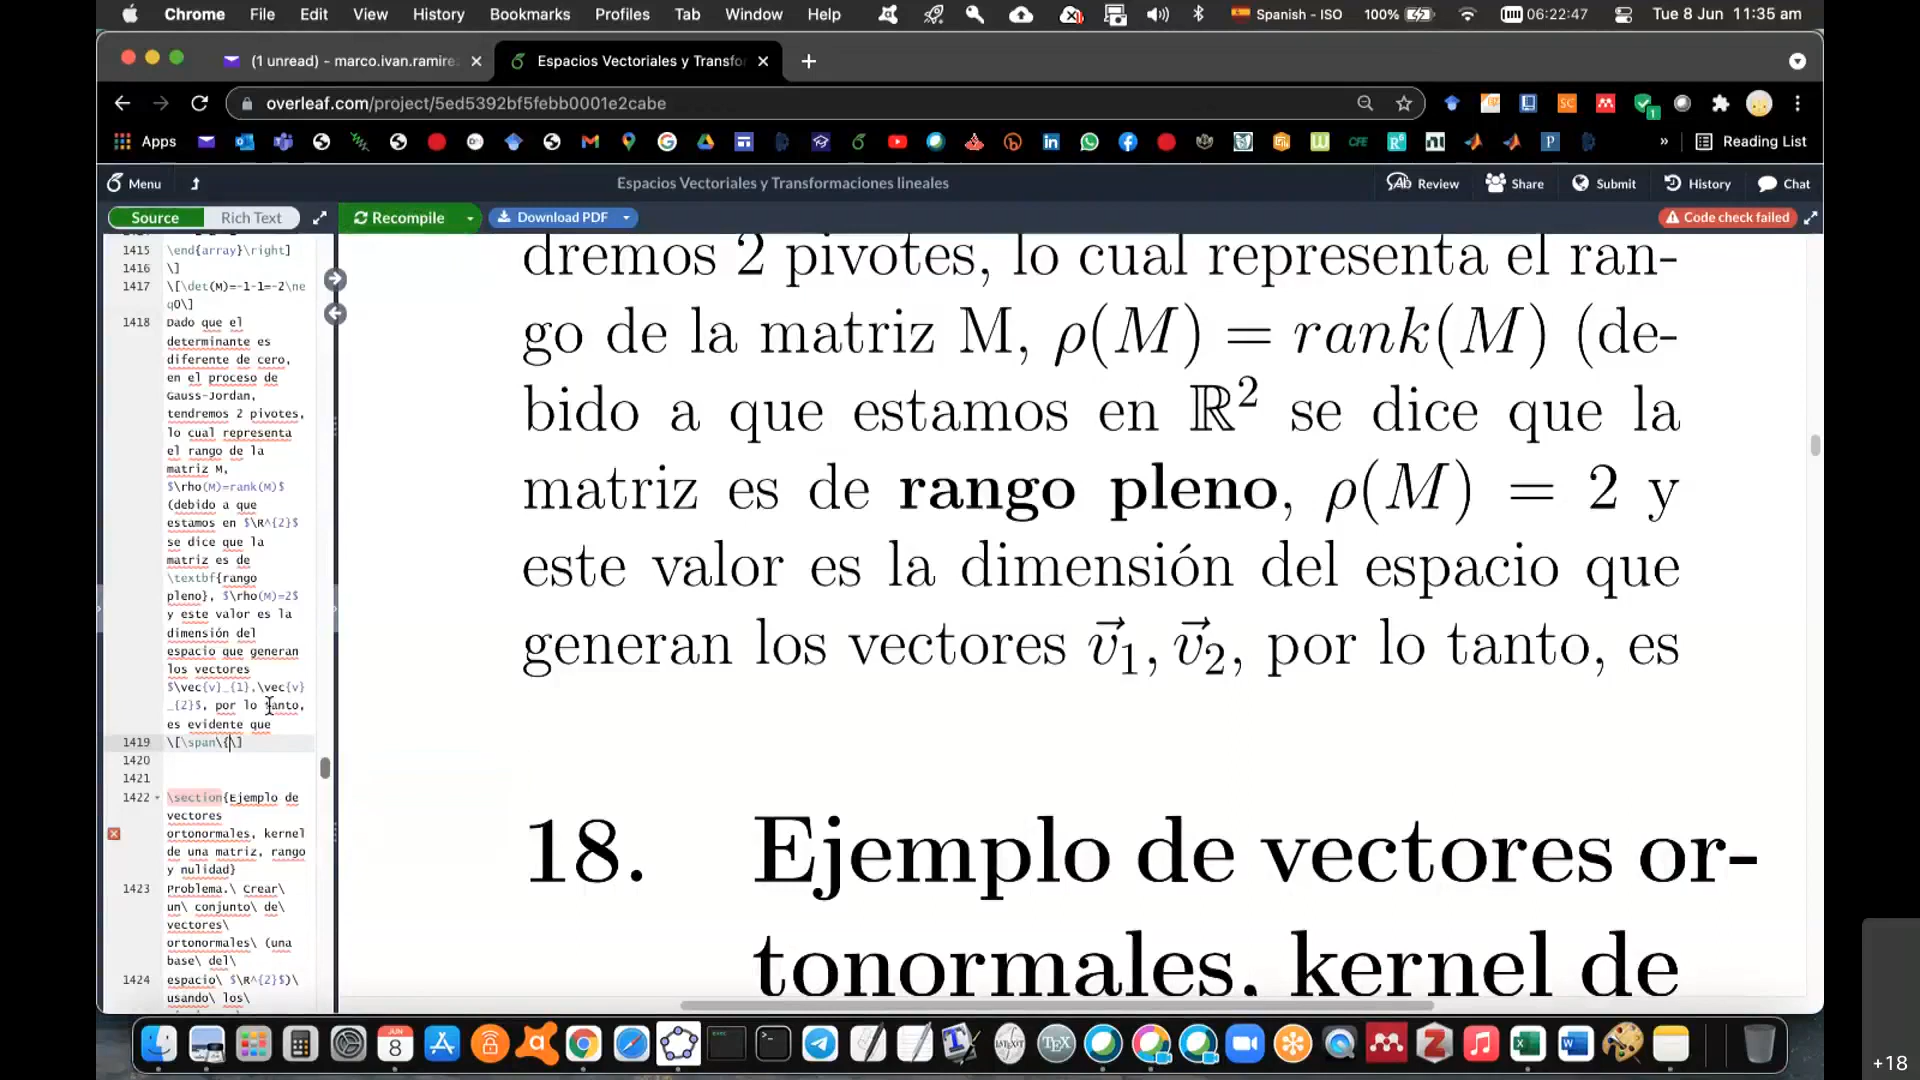 Chrome File Edit View History Bookmarks Profiles Tab Window Help Spanish - ISO 100% 06:22:47 Tue 8 Jun 11:35 am
(1 unread) - marco.ivan.ramire
Espacios Vectoriales y Transfo
overleaf.com/project/5ed5392bf5febb0001e2cabe
Apps
Reading List
Menu
Espacios Vectoriales y Transformaciones lineales
Review Share Submit History Chat
Source Rich Text
Recompile
Download PDF
Code check failed
1415 \end{array}\right]
1416 \]
1417 \[\det(M)=-1-1=-2\ne
q0\]
1418 Dado que el
determinante es
diferente de cero,
en el proceso de
Gauss-Jordan,
tendremos 2 pivotes,
lo cual representa
el rango de la
matriz M,
$\rho(M)=rank(M)$
(debido a que
estamos en $\R^{2}$
se dice que la
matriz es de
\textbf{rango
pleno}, $\rho(M)=2$
y este valor es la
dimensión del
espacio que generan
los vectores
$\vec{v}_{1},\vec{v}
_{2}$, por lo tanto,
es evidente que
1419 \[\span\{\]
1420
1421
1422 \section{Ejemplo de
vectores
ortonormales, kernel
de una matriz, rango
y nulidad}
1423 Problema.\ Crear\
un\ conjunto\ de\
vectores\
ortonormales\ (una
base\ del\
1424 espacio\ $\R^{2}$)\
usando\ los\
dremos 2 pivotes, lo cual representa el ran-
go de la matriz M, ρ(M) = rank(M) (de-
bido a que estamos en ℝ² se dice que la
matriz es de rango pleno, ρ(M) = 2 y
este valor es la dimensión del espacio que
generan los vectores v⃗₁, v⃗₂, por lo tanto, es
18. Ejemplo de vectores or-
tonormales, kernel de
+18